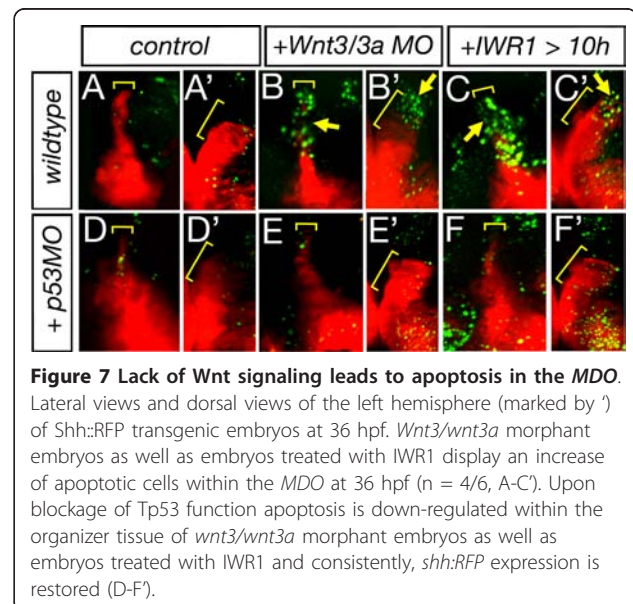 control +Wnt3/3a MO +IWR1 > 10h
wildtype
A A' B B' C C'
+ p53MO
D D' E E' F F'
Figure 7 Lack of Wnt signaling leads to apoptosis in the MDO.
Lateral views and dorsal views of the left hemisphere (marked by ‘)
of Shh::RFP transgenic embryos at 36 hpf. Wnt3/wnt3a morphant
embryos as well as embryos treated with IWR1 display an increase
of apoptotic cells within the MDO at 36 hpf (n = 4/6, A-C’). Upon
blockage of Tp53 function apoptosis is down-regulated within the
organizer tissue of wnt3/wnt3a morphant embryos as well as
embryos treated with IWR1 and consistently, shh:RFP expression is
restored (D-F’).